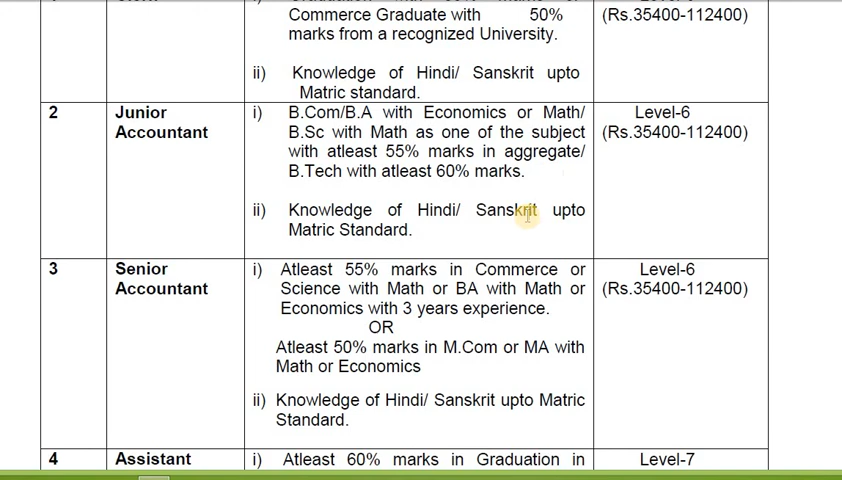 Commerce Graduate with 50%
marks from a recognized University.
(Rs.35400-112400)
ii) Knowledge of Hindi/ Sanskrit upto
Matric standard.
2
Junior
Accountant
i) B.Com/B.A with Economics or Math/
B.Sc with Math as one of the subject
with atleast 55% marks in aggregate/
B.Tech with atleast 60% marks.
ii) Knowledge of Hindi/ Sanskrit upto
Matric Standard.
Level-6
(Rs.35400-112400)
3
Senior
Accountant
i) Atleast 55% marks in Commerce or
Science with Math or BA with Math or
Economics with 3 years experience.
OR
Atleast 50% marks in M.Com or MA with
Math or Economics
ii) Knowledge of Hindi/ Sanskrit upto Matric
Standard.
Level-6
(Rs.35400-112400)
4
Assistant
i) Atleast 60% marks in Graduation in
Level-7